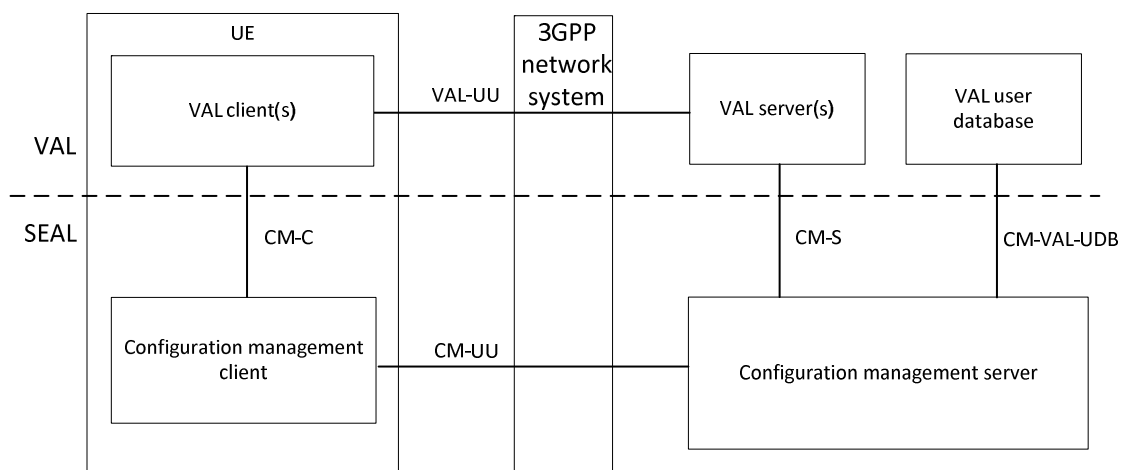 UE
3GPP
network
system
VAL client(s)
VAL-UU
VAL server(s)
VAL user
database
VAL
SEAL
CM-C
CM-S
CM-VAL-UDB
Configuration management
client
CM-UU
Configuration management server